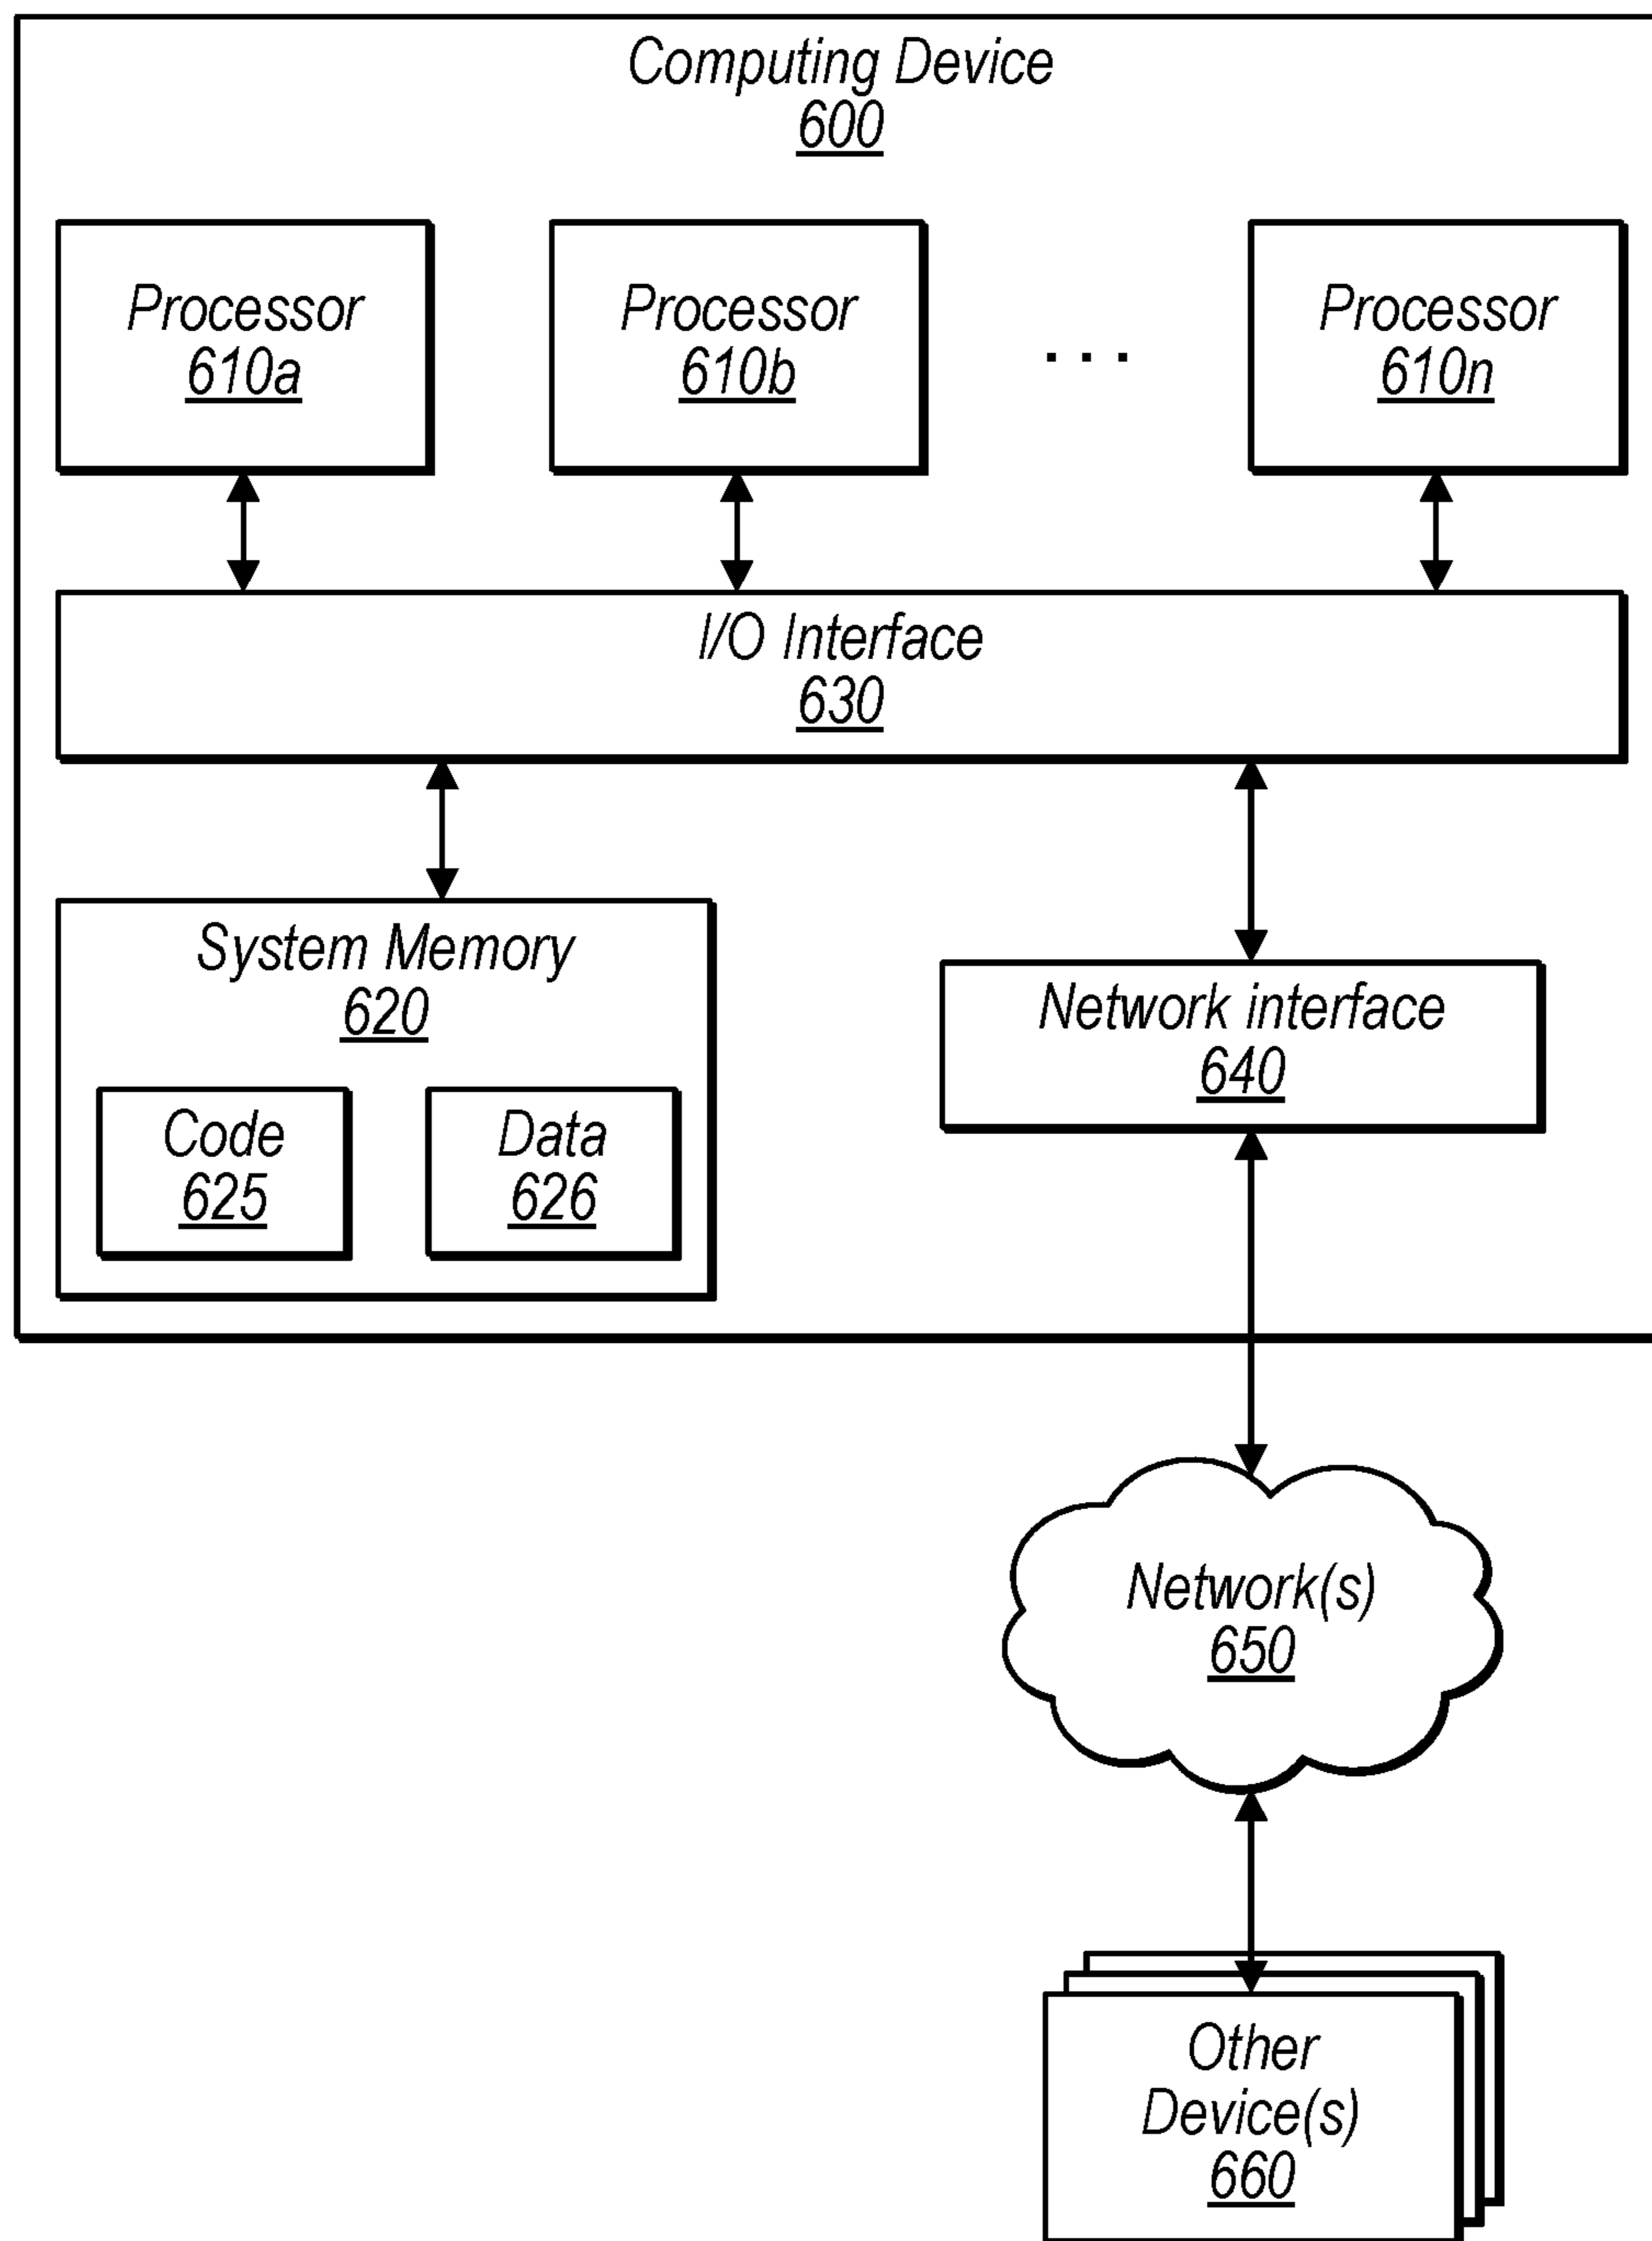 Computing Device
600
Processor
610a
Processor
610b
. . .
Processor
610n
I/O Interface
630
System Memory
620
Code
625
Data
626
Network interface
640
Network(s)
650
Other
Device(s)
660